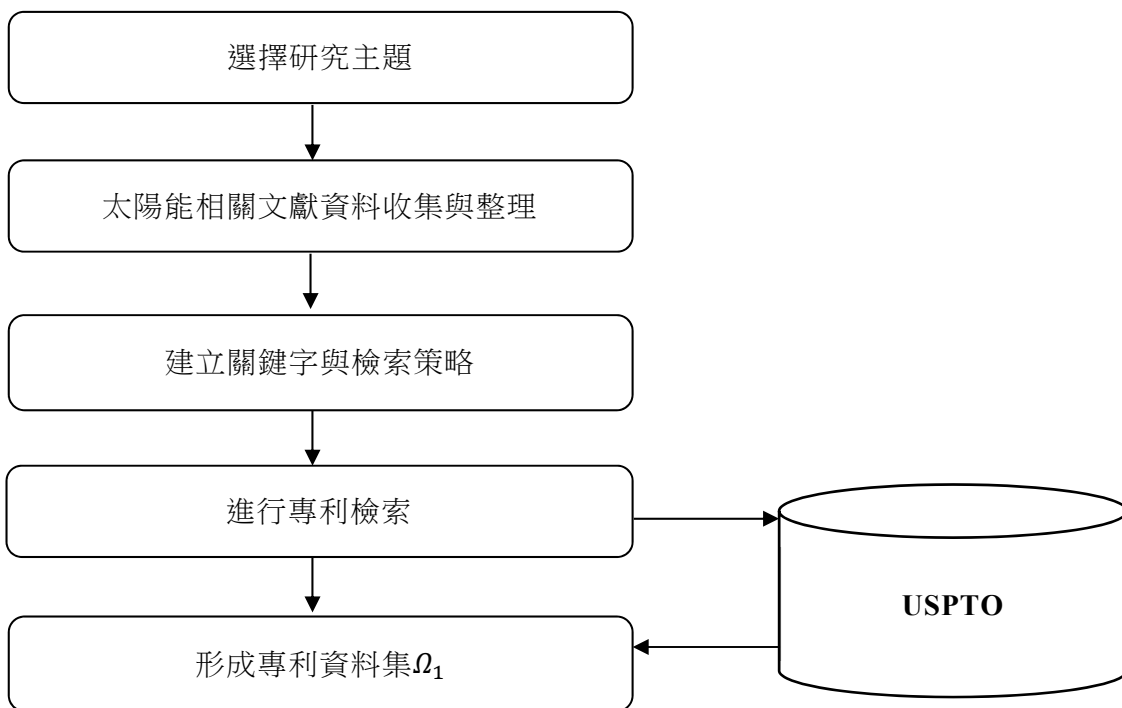 選擇研究主題
太陽能相關文獻資料收集與整理
建立關鍵字與檢索策略
進行專利檢索
USPTO
形成專利資料集Ω₁